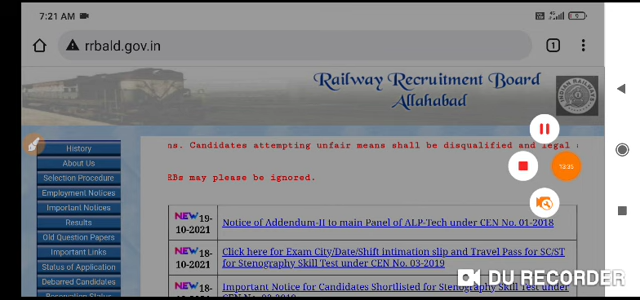 7:21 AM
rrbald.gov.in
1
Railway Recruitment Board
Allahabad
ns. Candidates attempting unfair means shall be disqualified and legal
RBs may please be ignored.
History
About Us
Selection Procedure
Employment Notices
Important Notices
Results
Old Question Papers
Important Links
Status of Application
Debarred Candidates
Reservation Status
NEW 19-
10-2021
Notice of Addendum-II to main Panel of ALP-Tech under CEN No. 01-2018
NEW 18-
10-2021
Click here for Exam City/Date/Shift intimation slip and Travel Pass for SC/ST
for Stenography Skill Test under CEN No. 03-2019
NEW 18-
Important Notice for Candidates Shortlisted for Stenography Skill Test under
DU RECORDER